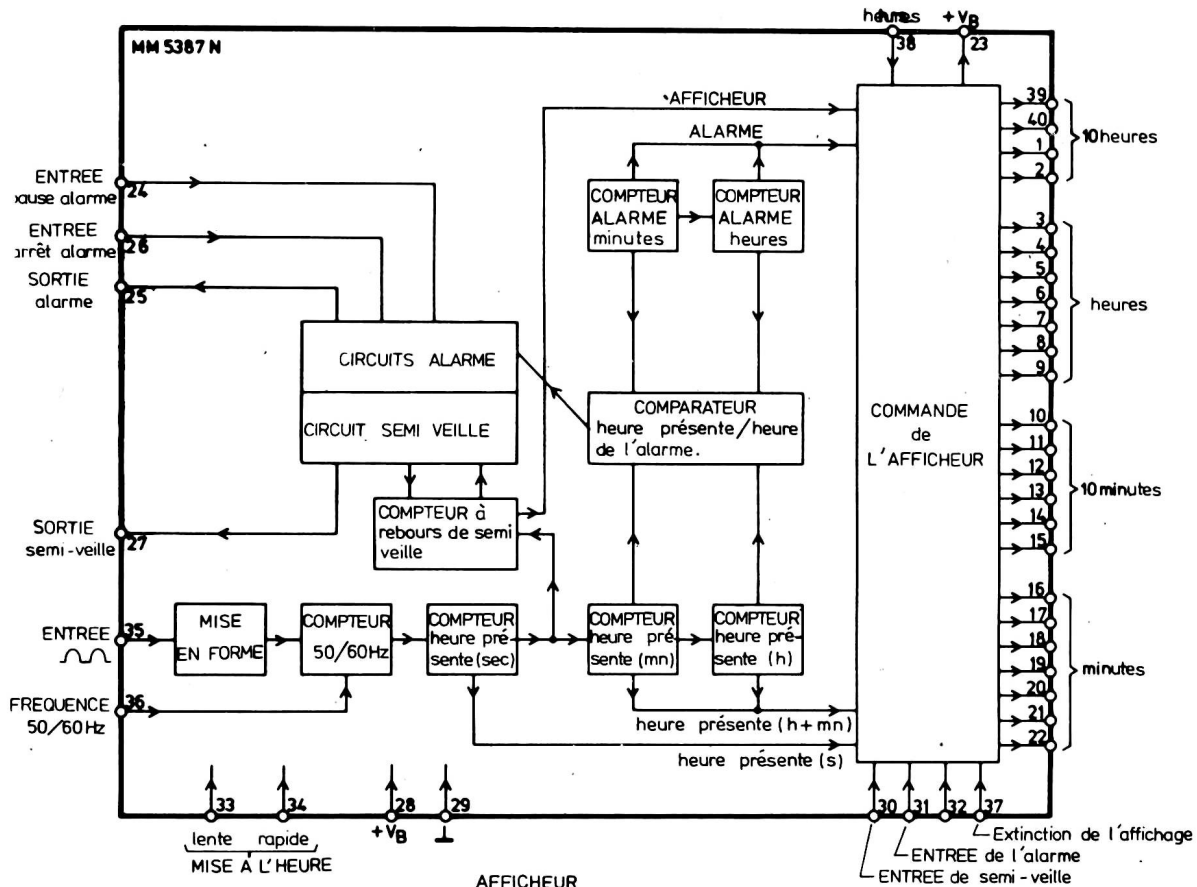 MM 5387 N
38
+VB
23
AFFICHEUR
ALARME
39
40
1
2
10 heures
ENTREE
pause alarme
24
ENTREE
arrêt alarme
26
SORTIE
alarme
25
COMPTEUR
ALARME
minutes
COMPTEUR
ALARME
heures
3
4
5
6
7
8
9
heures
CIRCUITS ALARME
CIRCUIT SEMI VEILLE
COMPARATEUR
heure présente/heure
de l'alarme.
COMMANDE
de
L'AFFICHEUR
10
11
12
13
14
15
10 minutes
SORTIE
semi-veille
27
COMPTEUR à
rebours de semi
veille
ENTREE
35
MISE
EN FORME
COMPTEUR
50/60Hz
COMPTEUR
heure pré-
sente(sec)
COMPTEUR
heure pré-
sente(mn)
COMPTEUR
heure pré-
sente (h)
16
17
18
19
20
21
22
minutes
FREQUENCE
50/60Hz
36
heure présente (h+mn)
heure présente (s)
33
34
28
29
30
31
32
37
lente
rapide
+VB
MISE À L'HEURE
Extinction de l'affichage
ENTREE de l'alarme
ENTREE de semi-veille
AFFICHEUR